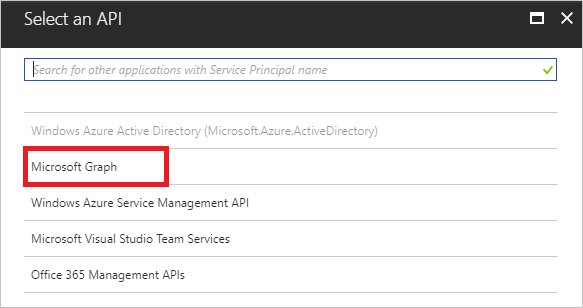 Select an API
Search for other applications with Service Principal name
Windows Azure Active Directory (Microsoft.Azure.ActiveDirectory)
Microsoft Graph
Windows Azure Service Management API
Microsoft Visual Studio Team Services
Office 365 Management APIs